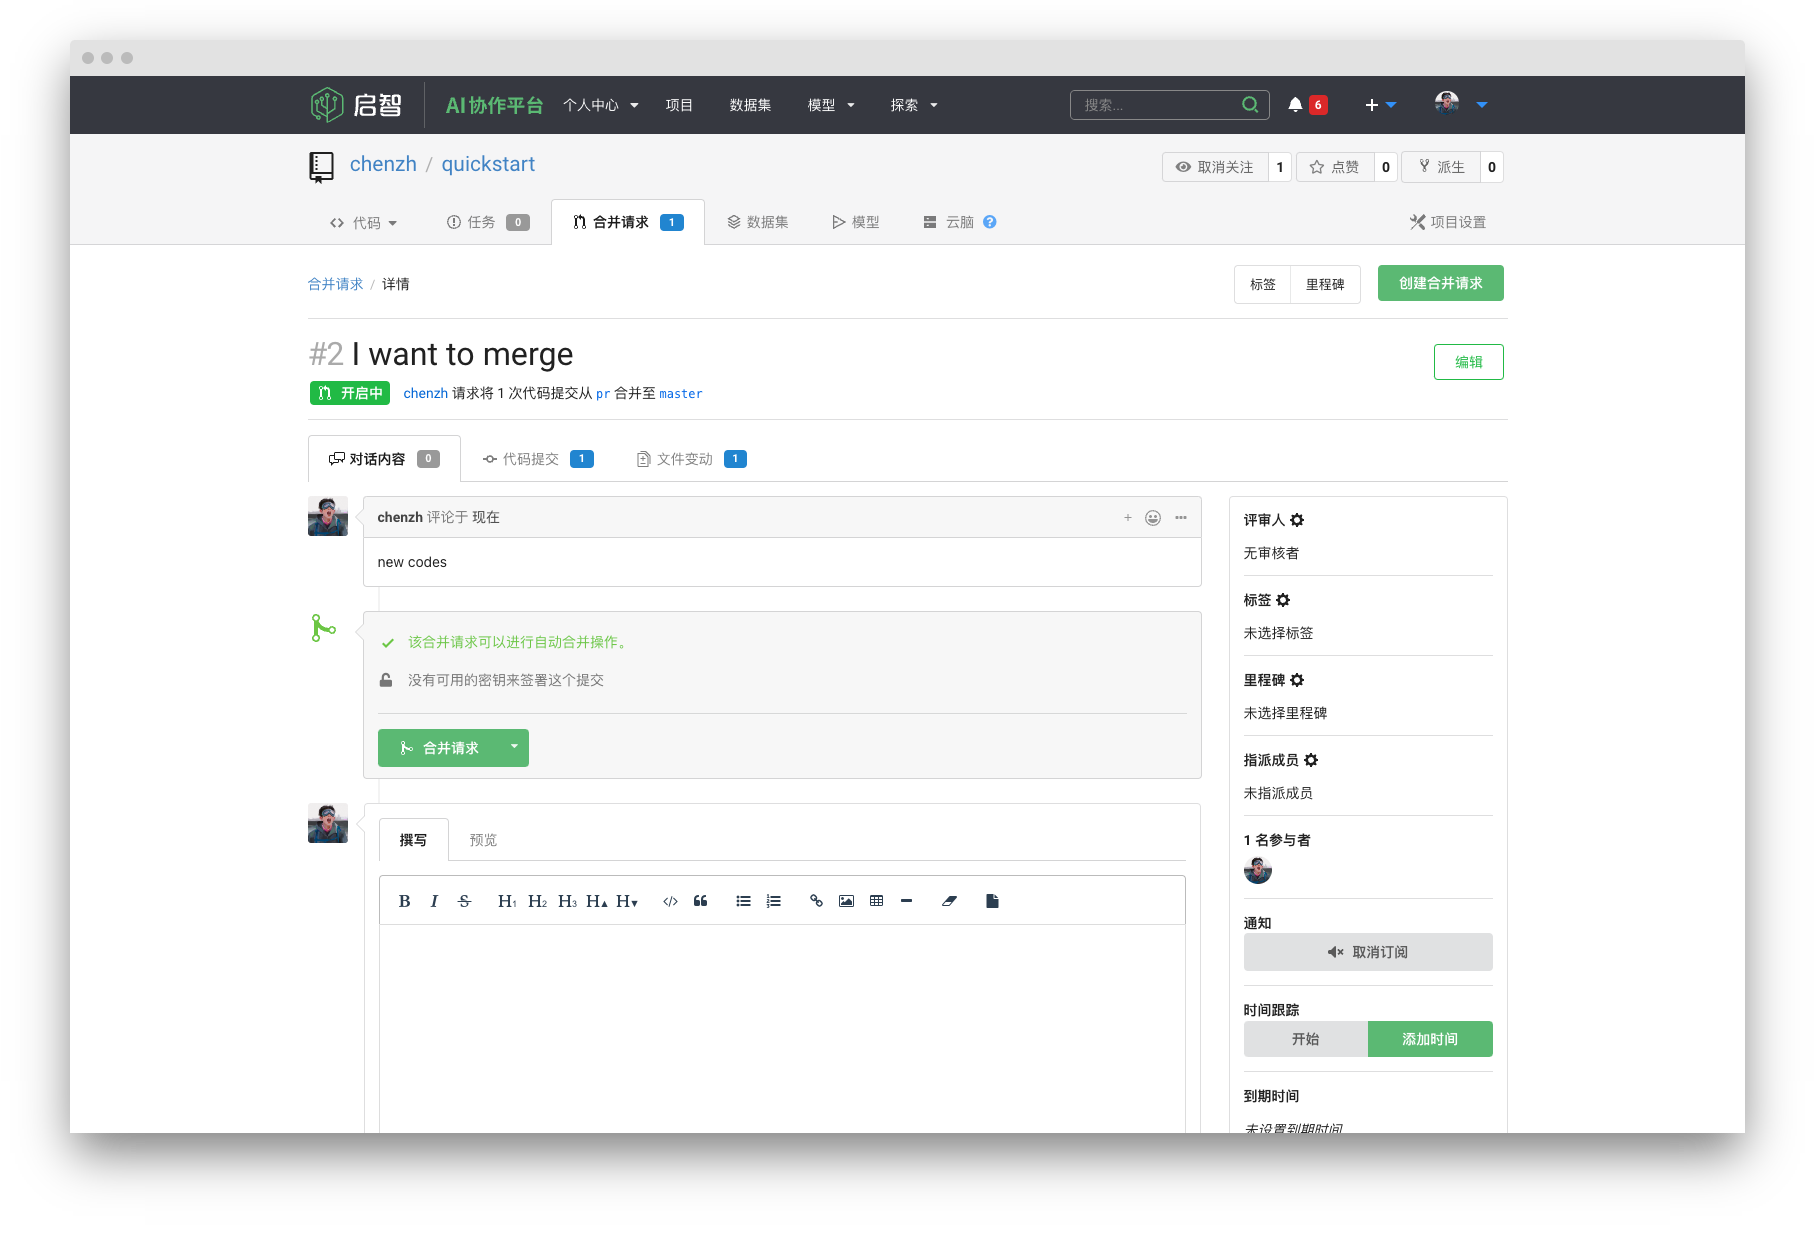 启智 AI协作平台 个人中心 项目 数据集 模型 探索 搜索... 6
chenzh / quickstart 取消关注 1 点赞 0 派生 0
代码 任务 0 合并请求 1 数据集 模型 云脑 ? 项目设置
合并请求 / 详情 标签 里程碑 创建合并请求
#2 I want to merge 编辑
开启中 chenzh 请求将 1 次代码提交从 pr 合并至 master
对话内容 0 代码提交 1 文件变动 1
chenzh 评论于 现在
new codes
该合并请求可以进行自动合并操作。
没有可用的密钥来签署这个提交
合并请求
撰写 预览
B I S H1 H2 H3 H▲ H▼
评审人
无审核者
标签
未选择标签
里程碑
未选择里程碑
指派成员
未指派成员
1 名参与者
通知
取消订阅
时间跟踪
开始 添加时间
到期时间
未设置到期时间